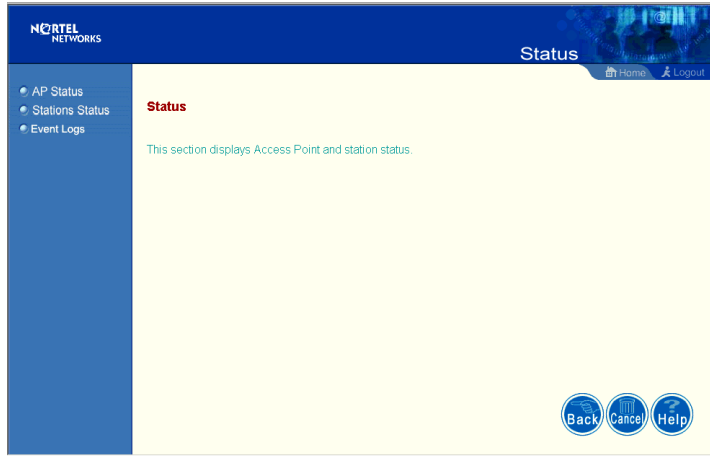 NORTEL
NETWORKS
Status
Home
Logout
AP Status
Stations Status
Event Logs
Status
This section displays Access Point and station status.
Back
Cancel
Help